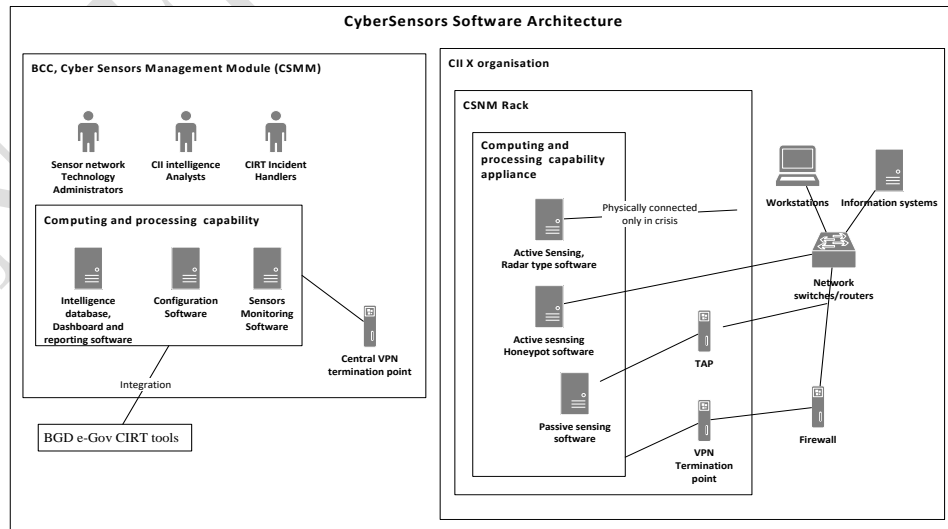 CyberSensors Software Architecture
BCC, Cyber Sensors Management Module (CSMM)
Sensor network
Technology
Administrators
CII intelligence
Analysts
CIRT Incident
Handlers
Computing and processing capability
Intelligence
database,
Dashboard and
reporting software
Configuration
Software
Sensors
Monitoring
Software
Central VPN
termination point
Integration
BGD e-Gov CIRT tools
CII X organisation
CSNM Rack
Computing and
processing capability
appliance
Active Sensing,
Radar type software
Physically connected
only in crisis
Active sesnsing
Honeypot software
Passive sensing
software
TAP
VPN
Termination
point
Workstations
Information systems
Network
switches/routers
Firewall